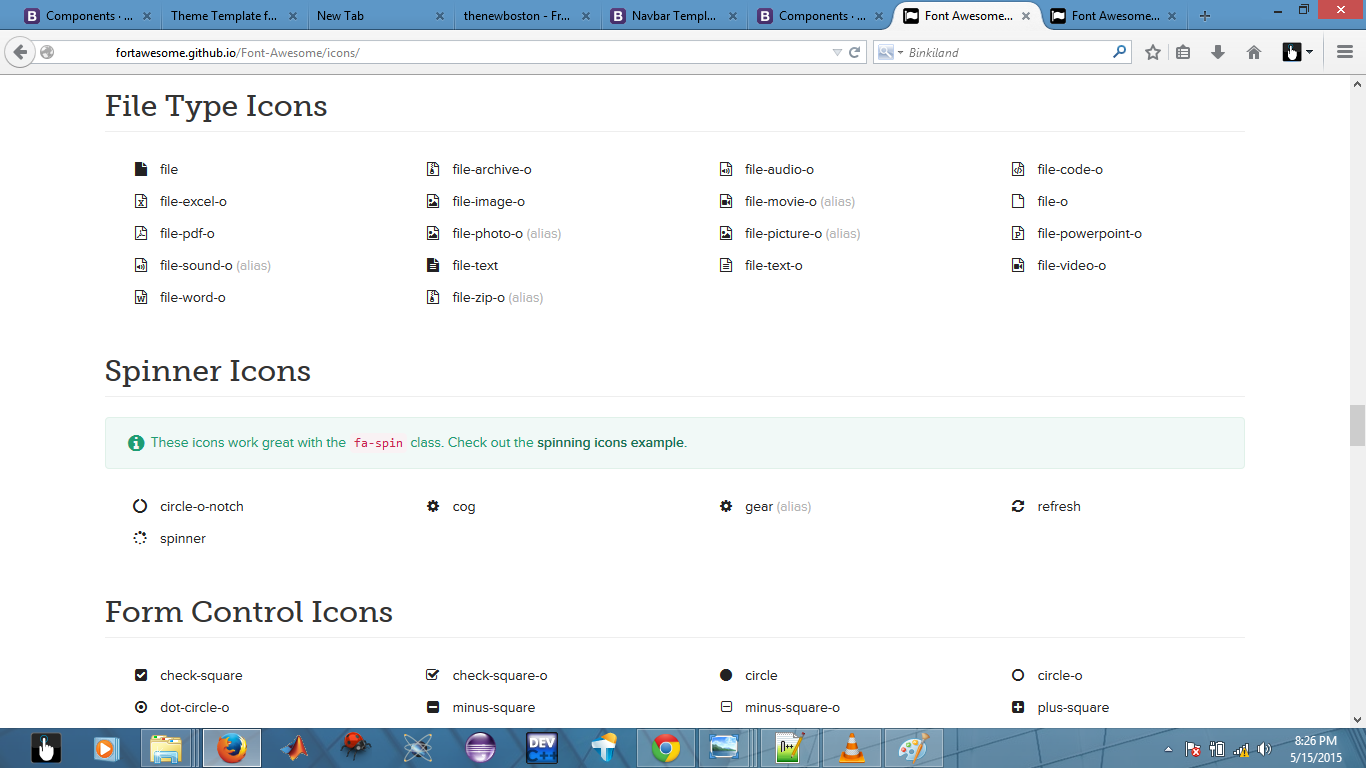 Components · ... Theme Template f... New Tab thenewboston - Fr... Navbar Templ... Components · ... Font Awesome... Font Awesome...
fortawesome.github.io/Font-Awesome/icons/ Binkiland
File Type Icons
file file-archive-o file-audio-o file-code-o
file-excel-o file-image-o file-movie-o (alias) file-o
file-pdf-o file-photo-o (alias) file-picture-o (alias) file-powerpoint-o
file-sound-o (alias) file-text file-text-o file-video-o
file-word-o file-zip-o (alias)
Spinner Icons
These icons work great with the fa-spin class. Check out the spinning icons example.
circle-o-notch cog gear (alias) refresh
spinner
Form Control Icons
check-square check-square-o circle circle-o
dot-circle-o minus-square minus-square-o plus-square
DEV C++ n++
8:26 PM
5/15/2015